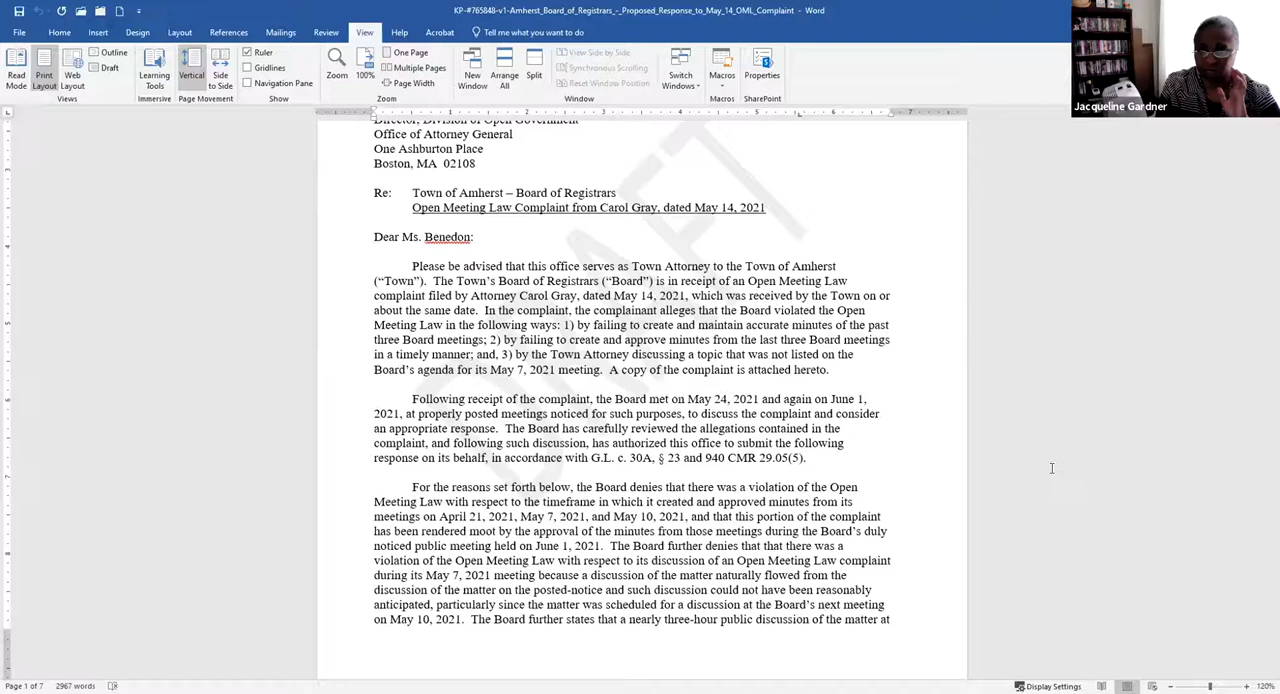 KP-#765848-v1-Amherst_Board_of_Registrars_-_Proposed_Response_to_May_14_OML_Complaint - Word
File Home Insert Design Layout References Mailings Review View Help Acrobat Tell me what you want to do
Read Mode
Print Layout
Web Layout
Outline
Draft
Views
Learning Tools
Immersive
Vertical
Side to Side
Page Movement
Ruler
Gridlines
Navigation Pane
Show
Zoom
100%
One Page
Multiple Pages
Page Width
Zoom
New Window
Arrange All
Split
View Side by Side
Synchronous Scrolling
Reset Window Position
Window
Switch Windows
Macros
Macros
Properties
SharePoint
Jacqueline Gardner
DRAFT
Director, Division of Open Government
Office of Attorney General
One Ashburton Place
Boston, MA 02108
Re: Town of Amherst – Board of Registrars
Open Meeting Law Complaint from Carol Gray, dated May 14, 2021
Dear Ms. Benedon:
Please be advised that this office serves as Town Attorney to the Town of Amherst
(“Town”). The Town’s Board of Registrars (“Board”) is in receipt of an Open Meeting Law
complaint filed by Attorney Carol Gray, dated May 14, 2021, which was received by the Town on or
about the same date. In the complaint, the complainant alleges that the Board violated the Open
Meeting Law in the following ways: 1) by failing to create and maintain accurate minutes of the past
three Board meetings; 2) by failing to create and approve minutes from the last three Board meetings
in a timely manner; and, 3) by the Town Attorney discussing a topic that was not listed on the
Board’s agenda for its May 7, 2021 meeting. A copy of the complaint is attached hereto.
Following receipt of the complaint, the Board met on May 24, 2021 and again on June 1,
2021, at properly posted meetings noticed for such purposes, to discuss the complaint and consider
an appropriate response. The Board has carefully reviewed the allegations contained in the
complaint, and following such discussion, has authorized this office to submit the following
response on its behalf, in accordance with G.L. c. 30A, § 23 and 940 CMR 29.05(5).
For the reasons set forth below, the Board denies that there was a violation of the Open
Meeting Law with respect to the timeframe in which it created and approved minutes from its
meetings on April 21, 2021, May 7, 2021, and May 10, 2021, and that this portion of the complaint
has been rendered moot by the approval of the minutes from those meetings during the Board’s duly
noticed public meeting held on June 1, 2021. The Board further denies that that there was a
violation of the Open Meeting Law with respect to its discussion of an Open Meeting Law complaint
during its May 7, 2021 meeting because a discussion of the matter naturally flowed from the
discussion of the matter on the posted-notice and such discussion could not have been reasonably
anticipated, particularly since the matter was scheduled for a discussion at the Board’s next meeting
on May 10, 2021. The Board further states that a nearly three-hour public discussion of the matter at
Page 1 of 7 2967 words Display Settings 120%